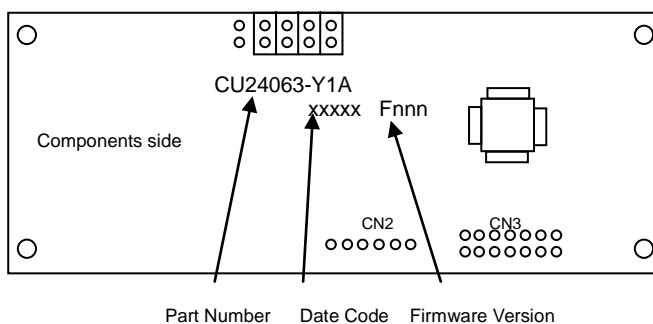 CU24063-Y1A
xxxxx Fnnn
Components side
CN2 CN3
Part Number Date Code Firmware Version